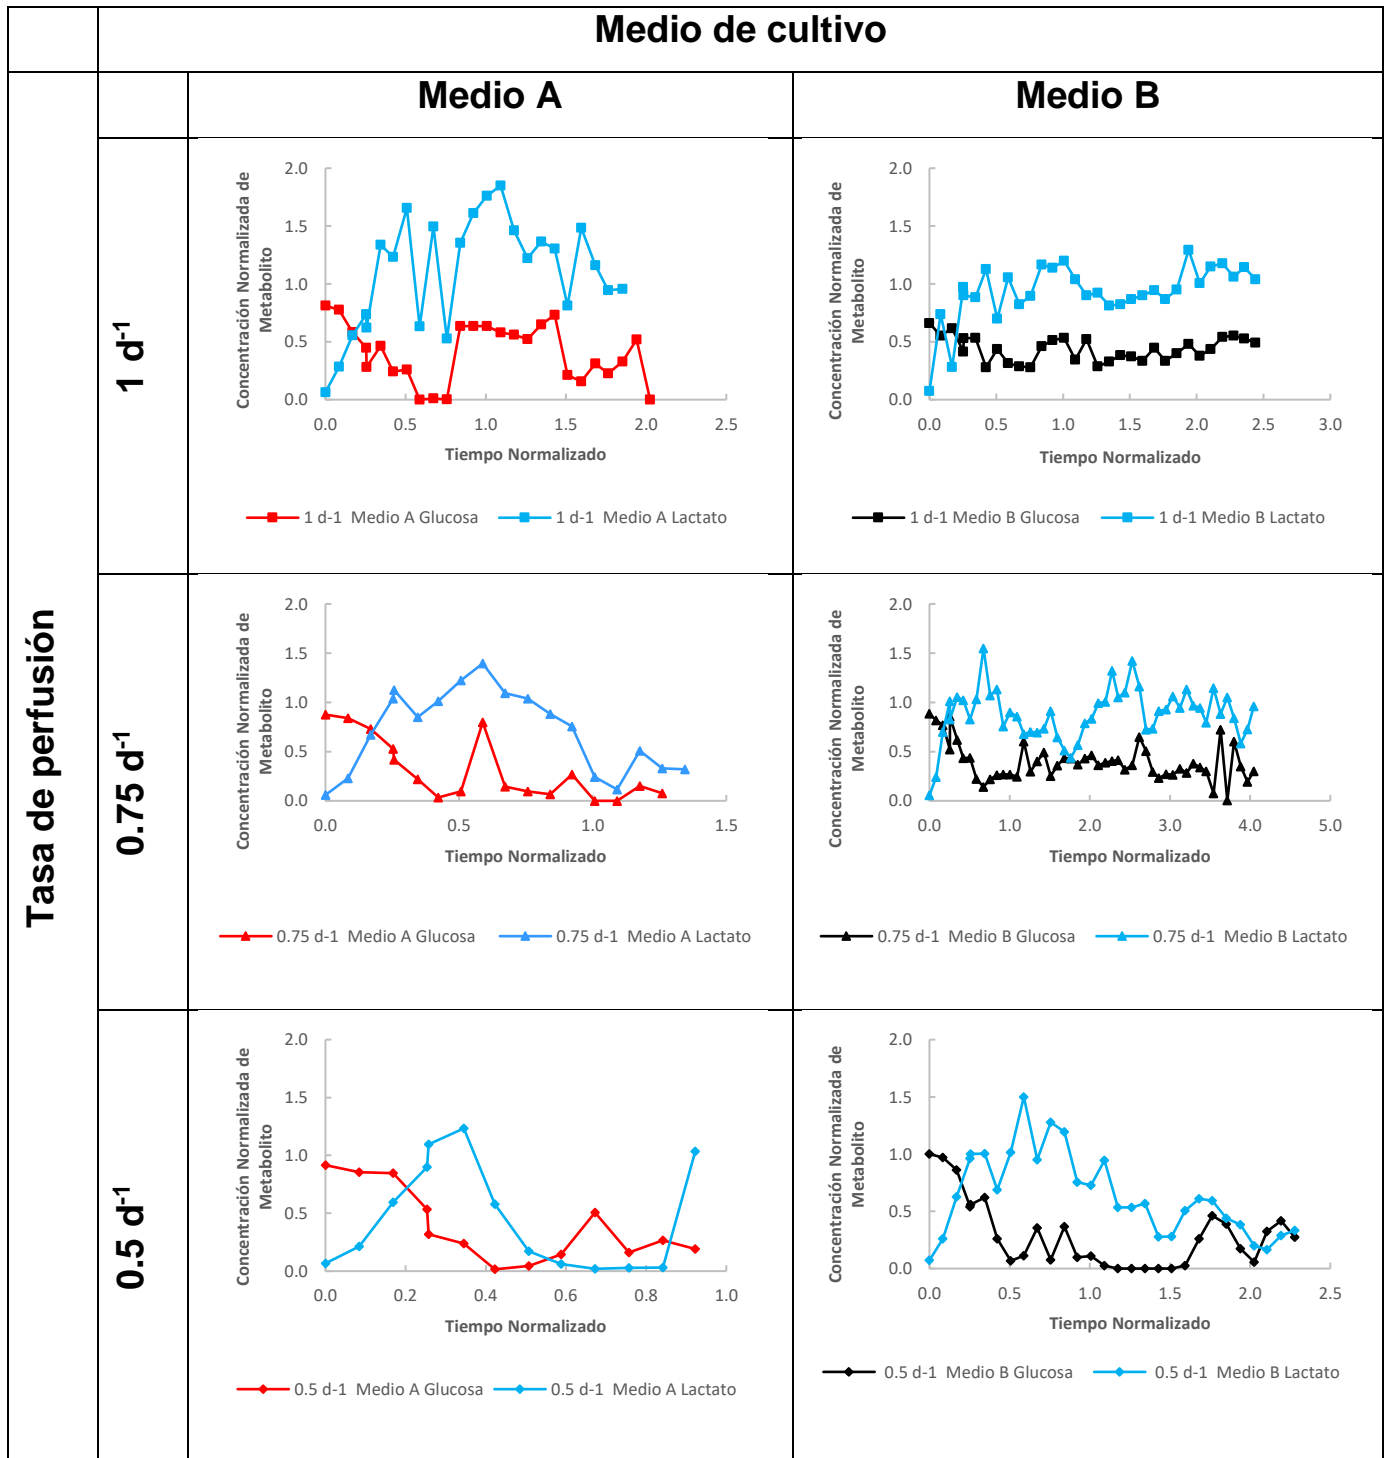 Medio de cultivo
Medio A
Medio B
Tasa de perfusión
1 d-1
Concentración Normalizada de
Metabolito
2.0
1.5
1.0
0.5
0.0
0.0 0.5 1.0 1.5 2.0 2.5
Tiempo Normalizado
1 d-1 Medio A Glucosa
1 d-1 Medio A Lactato
Concentración Normalizada de
Metabolito
2.0
1.5
1.0
0.5
0.0
0.0 0.5 1.0 1.5 2.0 2.5 3.0
Tiempo Normalizado
1 d-1 Medio B Glucosa
1 d-1 Medio B Lactato
0.75 d-1
Concentración Normalizada de
Metabolito
2.0
1.5
1.0
0.5
0.0
0.0 0.5 1.0 1.5
Tiempo Normalizado
0.75 d-1 Medio A Glucosa
0.75 d-1 Medio A Lactato
Concentración Normalizada de
Metabolito
2.0
1.5
1.0
0.5
0.0
0.0 1.0 2.0 3.0 4.0 5.0
Tiempo Normalizado
0.75 d-1 Medio B Glucosa
0.75 d-1 Medio B Lactato
0.5 d-1
Concentración Normalizada de
Metabolito
2.0
1.5
1.0
0.5
0.0
0.0 0.2 0.4 0.6 0.8 1.0
Tiempo Normalizado
0.5 d-1 Medio A Glucosa
0.5 d-1 Medio A Lactato
Concentración Normalizada de
Metabolito
2.0
1.5
1.0
0.5
0.0
0.0 0.5 1.0 1.5 2.0 2.5
Tiempo Normalizado
0.5 d-1 Medio B Glucosa
0.5 d-1 Medio B Lactato